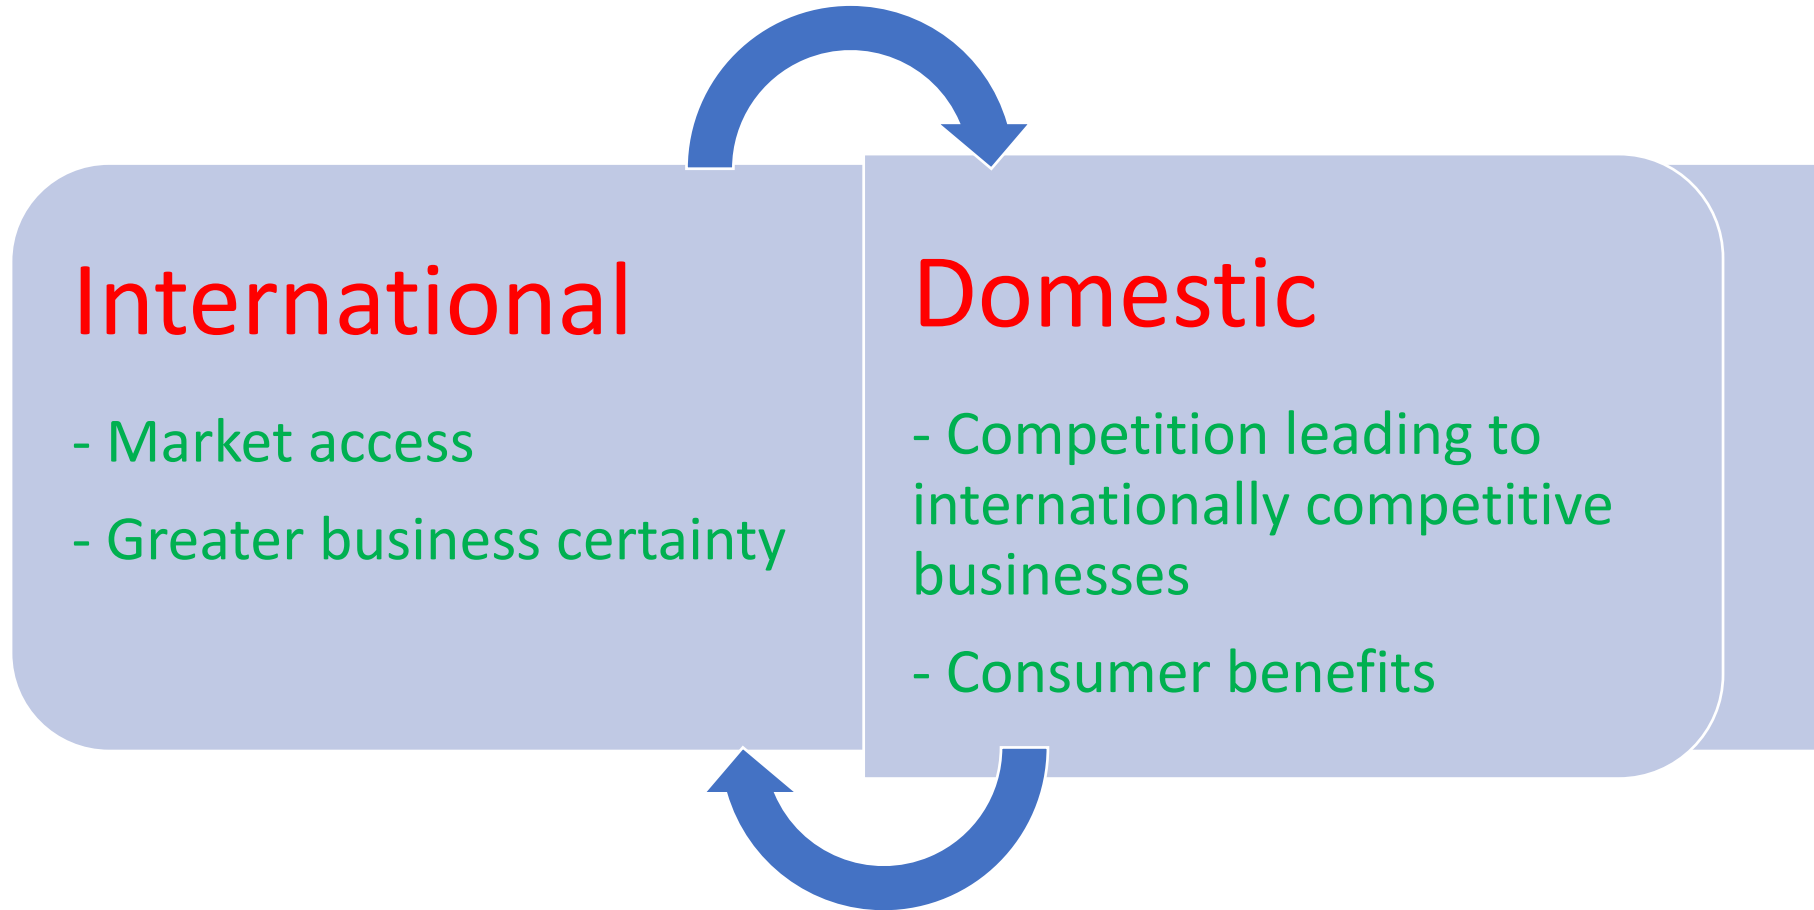 International
- Market access
- Greater business certainty
Domestic
- Competition leading to
internationally competitive
businesses
- Consumer benefits